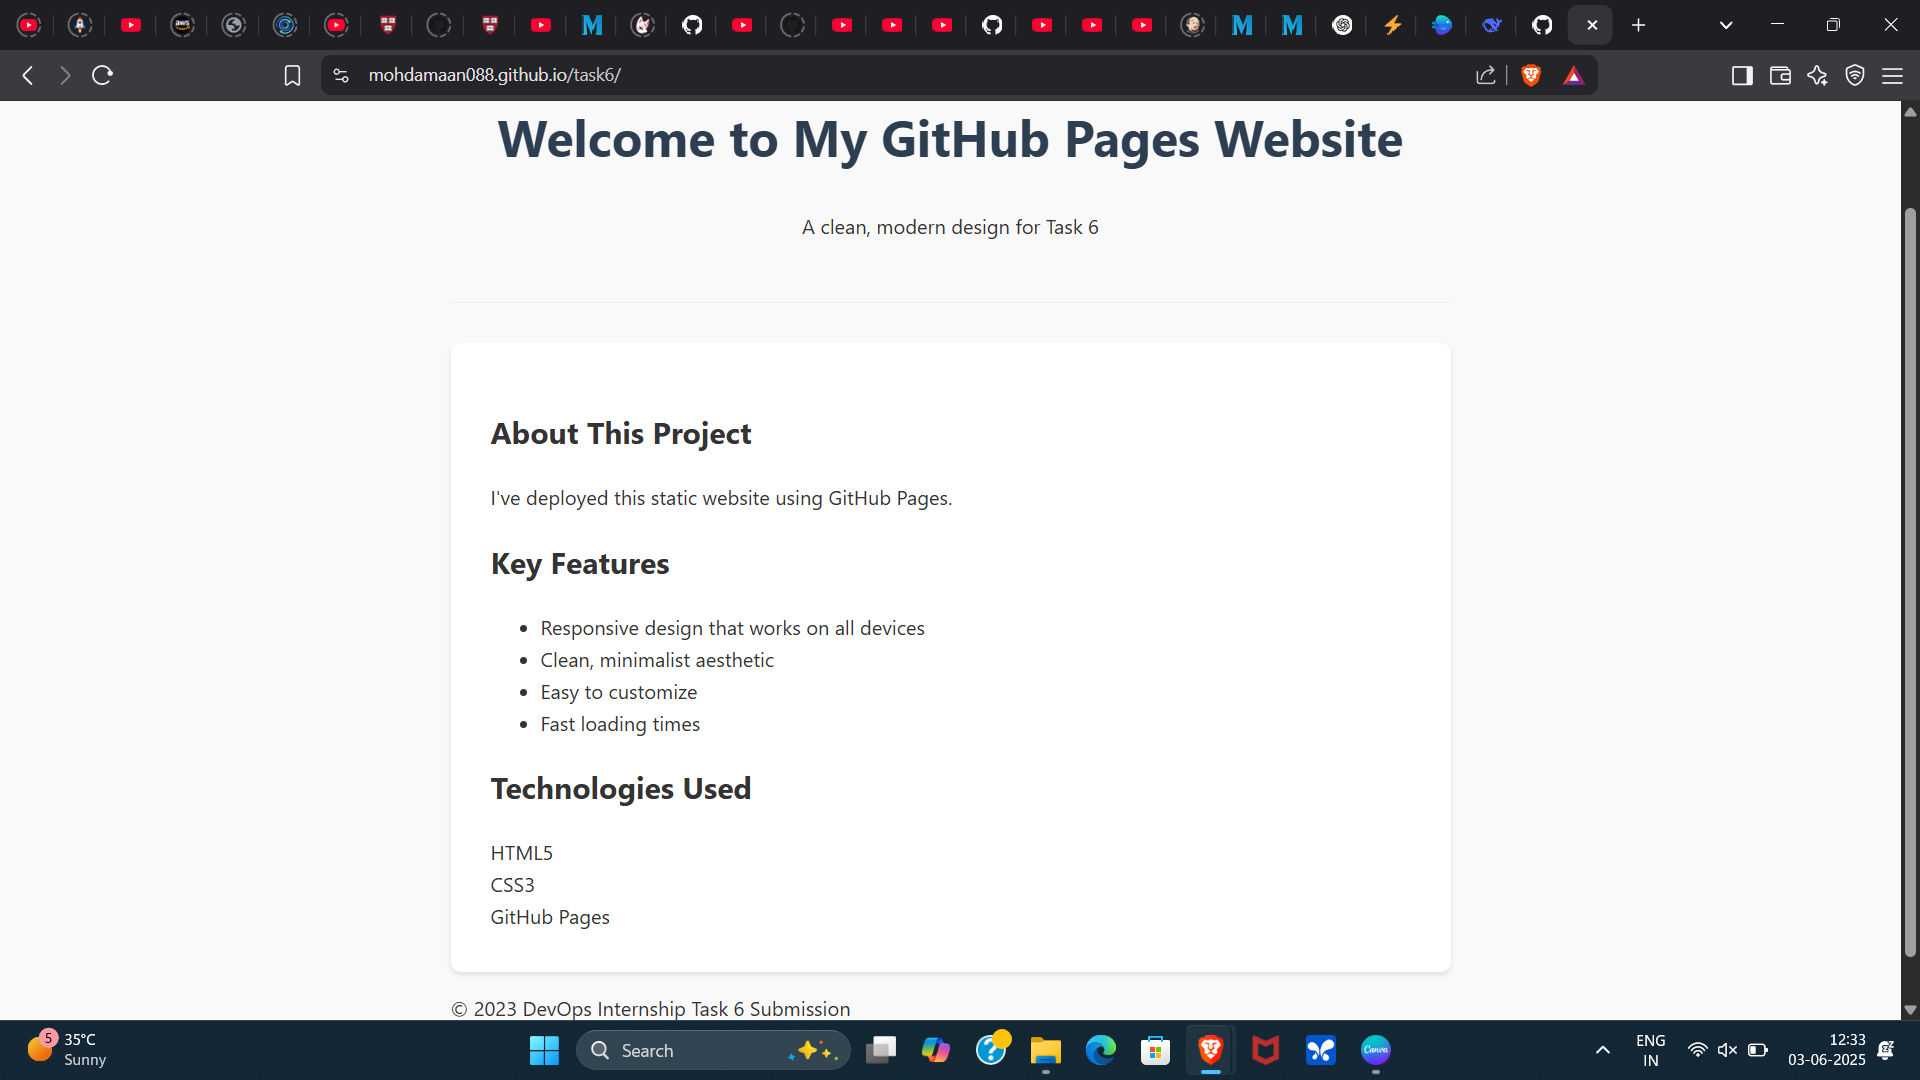 mohdamaan088.github.io/task6/
Welcome to My GitHub Pages Website
A clean, modern design for Task 6
About This Project
I've deployed this static website using GitHub Pages.
Key Features
• Responsive design that works on all devices
• Clean, minimalist aesthetic
• Easy to customize
• Fast loading times
Technologies Used
HTML5
CSS3
GitHub Pages
© 2023 DevOps Internship Task 6 Submission
5
35°C
Sunny
Search
Canva
ENG
IN
12:33
03-06-2025